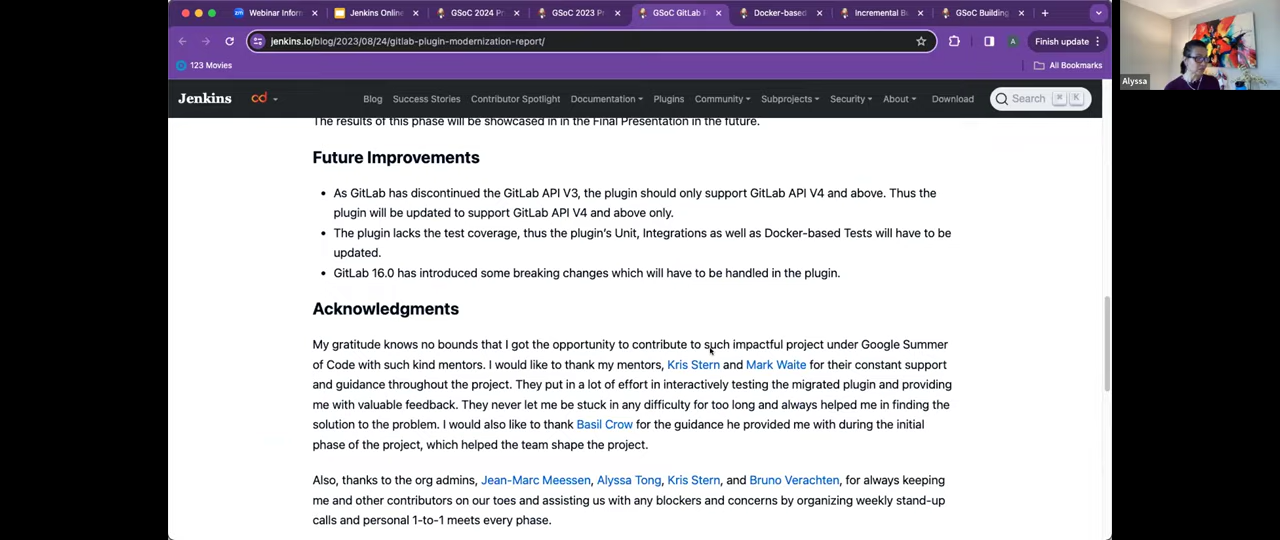 Webinar Inform
Jenkins Online
GSoC 2024 Pr
GSoC 2023 P
GSoC GitLab P
Docker-based
Incremental Bu
GSoC Building
jenkins.io/blog/2023/08/24/gitlab-plugin-modernization-report/
A
Finish update
123 Movies
All Bookmarks
Alyssa
Jenkins
cd
Blog
Success Stories
Contributor Spotlight
Documentation
Plugins
Community
Subprojects
Security
About
Download
Search
⌘
K
The results of this phase will be showcased in in the Final Presentation in the future.
Future Improvements
• As GitLab has discontinued the GitLab API V3, the plugin should only support GitLab API V4 and above. Thus the
plugin will be updated to support GitLab API V4 and above only.
• The plugin lacks the test coverage, thus the plugin's Unit, Integrations as well as Docker-based Tests will have to be
updated.
• GitLab 16.0 has introduced some breaking changes which will have to be handled in the plugin.
Acknowledgments
My gratitude knows no bounds that I got the opportunity to contribute to such impactful project under Google Summer
of Code with such kind mentors. I would like to thank my mentors, Kris Stern and Mark Waite for their constant support
and guidance throughout the project. They put in a lot of effort in interactively testing the migrated plugin and providing
me with valuable feedback. They never let me be stuck in any difficulty for too long and always helped me in finding the
solution to the problem. I would also like to thank Basil Crow for the guidance he provided me with during the initial
phase of the project, which helped the team shape the project.
Also, thanks to the org admins, Jean-Marc Meessen, Alyssa Tong, Kris Stern, and Bruno Verachten, for always keeping
me and other contributors on our toes and assisting us with any blockers and concerns by organizing weekly stand-up
calls and personal 1-to-1 meets every phase.